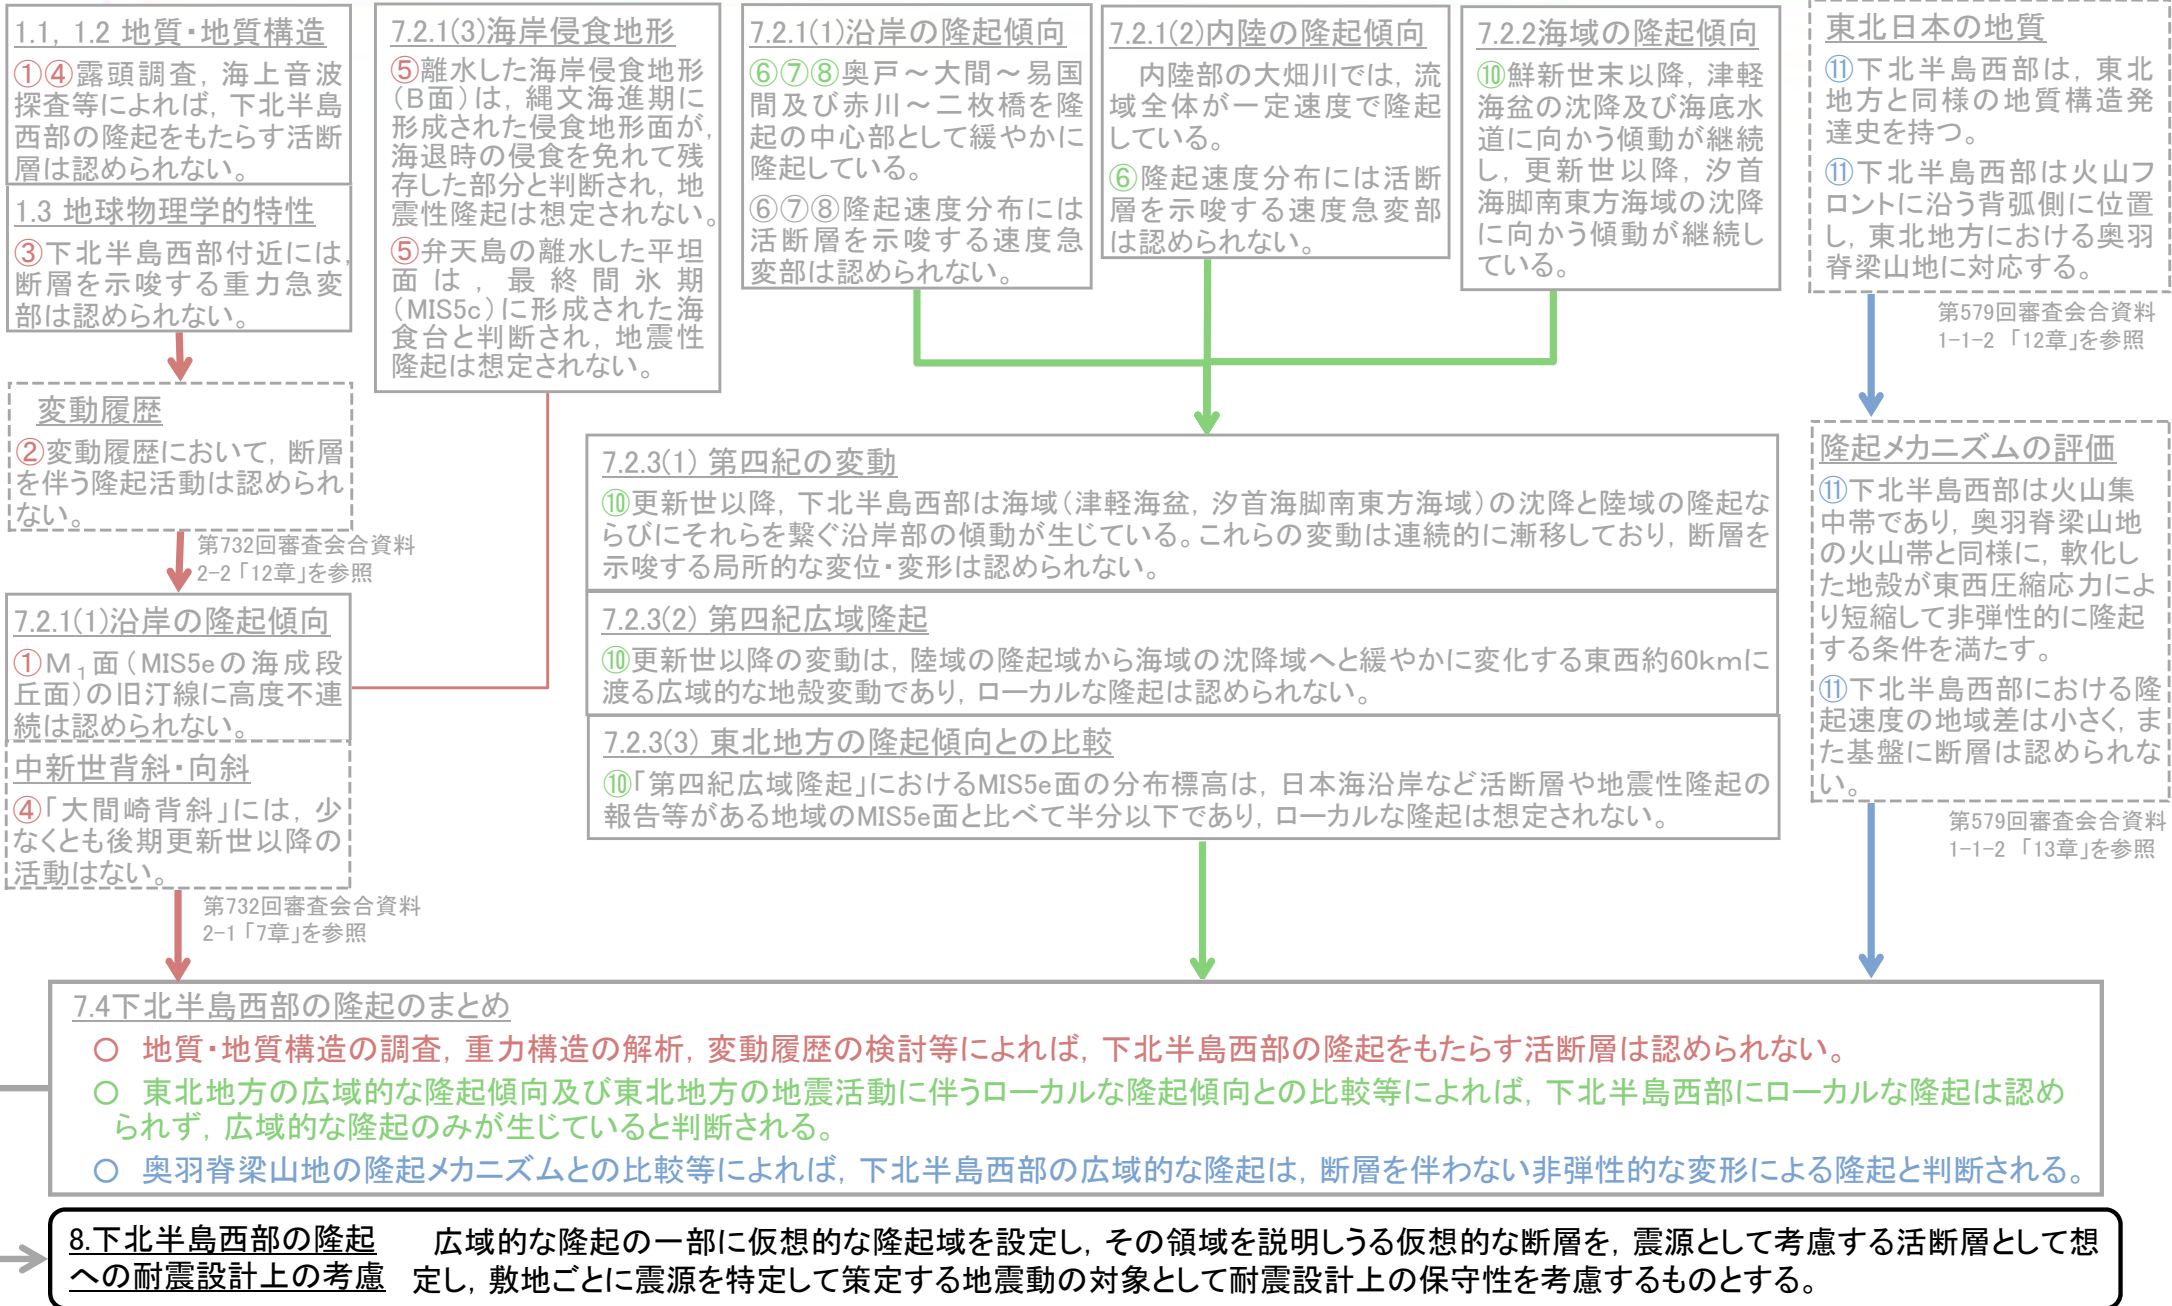 1.1, 1.2 地質・地質構造
①④露頭調査, 海上音波
探査等によれば, 下北半島
西部の隆起をもたらす活断
層は認められない。
1.3 地球物理学的特性
③下北半島西部付近には,
断層を示唆する重力急変
部は認められない。
変動履歴
②変動履歴において, 断層
を伴う隆起活動は認められ
ない。
第732回審査会合資料
2-2「12章」を参照
7.2.1(1)沿岸の隆起傾向
①M₁面(MIS5eの海成段
丘面)の旧汀線に高度不連
続は認められない。
中新世背斜・向斜
④「大間崎背斜」には, 少
なくとも後期更新世以降の
活動はない。
第732回審査会合資料
2-1「7章」を参照
7.2.1(3)海岸侵食地形
⑤離水した海岸侵食地形
(B面)は, 縄文海進期に
形成された侵食地形面が,
海退時の侵食を免れて残
存した部分と判断され, 地
震性隆起は想定されない。
⑤弁天島の離水した平坦
面は, 最終間氷期
(MIS5c)に形成された海
食台と判断され, 地震性
隆起は想定されない。
7.2.1(1)沿岸の隆起傾向
⑥⑦⑧奥戸～大間～易国
間及び赤川～二枚橋を隆
起の中心部として緩やかに
隆起している。
⑥⑦⑧隆起速度分布には
活断層を示唆する速度急
変部は認められない。
7.2.1(2)内陸の隆起傾向
内陸部の大畑川では, 流
域全体が一定速度で隆起
している。
⑥隆起速度分布には活断
層を示唆する速度急変部
は認められない。
7.2.2海域の隆起傾向
⑩鮮新世末以降, 津軽
海盆の沈降及び海底水
道に向かう傾動が継続
し, 更新世以降, 汐首
海脚南東方海域の沈降
に向かう傾動が継続し
ている。
東北日本の地質
⑪下北半島西部は, 東北
地方と同様の地質構造発
達史を持つ。
⑪下北半島西部は火山フ
ロントに沿う背弧側に位置
し, 東北地方における奥羽
脊梁山地に対応する。
第579回審査会合資料
1-1-2 「12章」を参照
7.2.3(1) 第四紀の変動
⑩更新世以降, 下北半島西部は海域(津軽海盆, 汐首海脚南東方海域)の沈降と陸域の隆起な
らびにそれらを繋ぐ沿岸部の傾動が生じている。これらの変動は連続的に漸移しており, 断層を
示唆する局所的な変位・変形は認められない。
7.2.3(2) 第四紀広域隆起
⑩更新世以降の変動は, 陸域の隆起域から海域の沈降域へと緩やかに変化する東西約60kmに
渡る広域的な地殻変動であり, ローカルな隆起は認められない。
7.2.3(3) 東北地方の隆起傾向との比較
⑩「第四紀広域隆起」におけるMIS5e面の分布標高は, 日本海沿岸など活断層や地震性隆起の
報告等がある地域のMIS5e面と比べて半分以下であり, ローカルな隆起は想定されない。
隆起メカニズムの評価
⑪下北半島西部は火山集
中帯であり, 奥羽脊梁山地
の火山帯と同様に, 軟化し
た地殻が東西圧縮応力によ
り短縮して非弾性的に隆起
する条件を満たす。
⑪下北半島西部における隆
起速度の地域差は小さく, ま
た基盤に断層は認められな
い。
第579回審査会合資料
1-1-2 「13章」を参照
7.4下北半島西部の隆起のまとめ
○ 地質・地質構造の調査, 重力構造の解析, 変動履歴の検討等によれば, 下北半島西部の隆起をもたらす活断層は認められない。
○ 東北地方の広域的な隆起傾向及び東北地方の地震活動に伴うローカルな隆起傾向との比較等によれば, 下北半島西部にローカルな隆起は認め
られず, 広域的な隆起のみが生じていると判断される。
○ 奥羽脊梁山地の隆起メカニズムとの比較等によれば, 下北半島西部の広域的な隆起は, 断層を伴わない非弾性的な変形による隆起と判断される。
8.下北半島西部の隆起
への耐震設計上の考慮
広域的な隆起の一部に仮想的な隆起域を設定し, その領域を説明しうる仮想的な断層を, 震源として考慮する活断層として想
定し, 敷地ごとに震源を特定して策定する地震動の対象として耐震設計上の保守性を考慮するものとする。